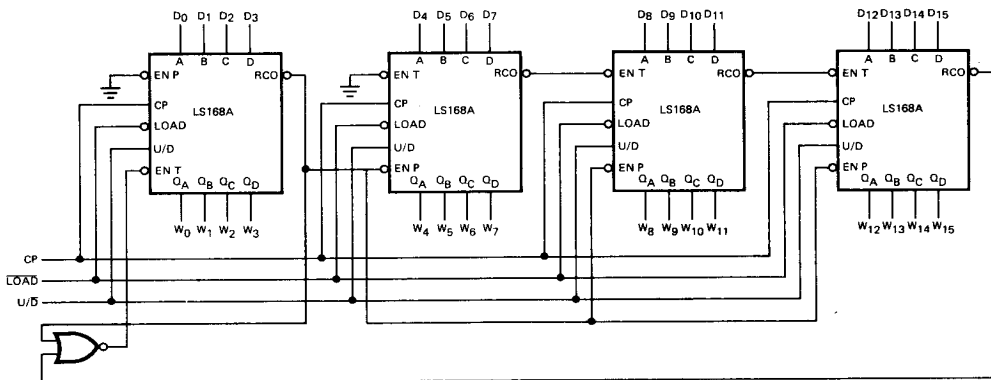 D0 D1 D2 D3
D4 D5 D6 D7
D8 D9 D10 D11
D12 D13 D14 D15
A B C D
EN P
RCO
CP
LS168A
LOAD
U/D
EN T
QA QB QC QD
W0 W1 W2 W3
A B C D
EN T
RCO
CP
LS168A
LOAD
U/D
EN P
QA QB QC QD
W4 W5 W6 W7
A B C D
EN T
RCO
CP
LS168A
LOAD
U/D
EN P
QA QB QC QD
W8 W9 W10 W11
A B C D
EN T
RCO
CP
LS168A
LOAD
U/D
EN P
QA QB QC QD
W12 W13 W14 W15
CP
L̅O̅A̅D̅
U/D̅